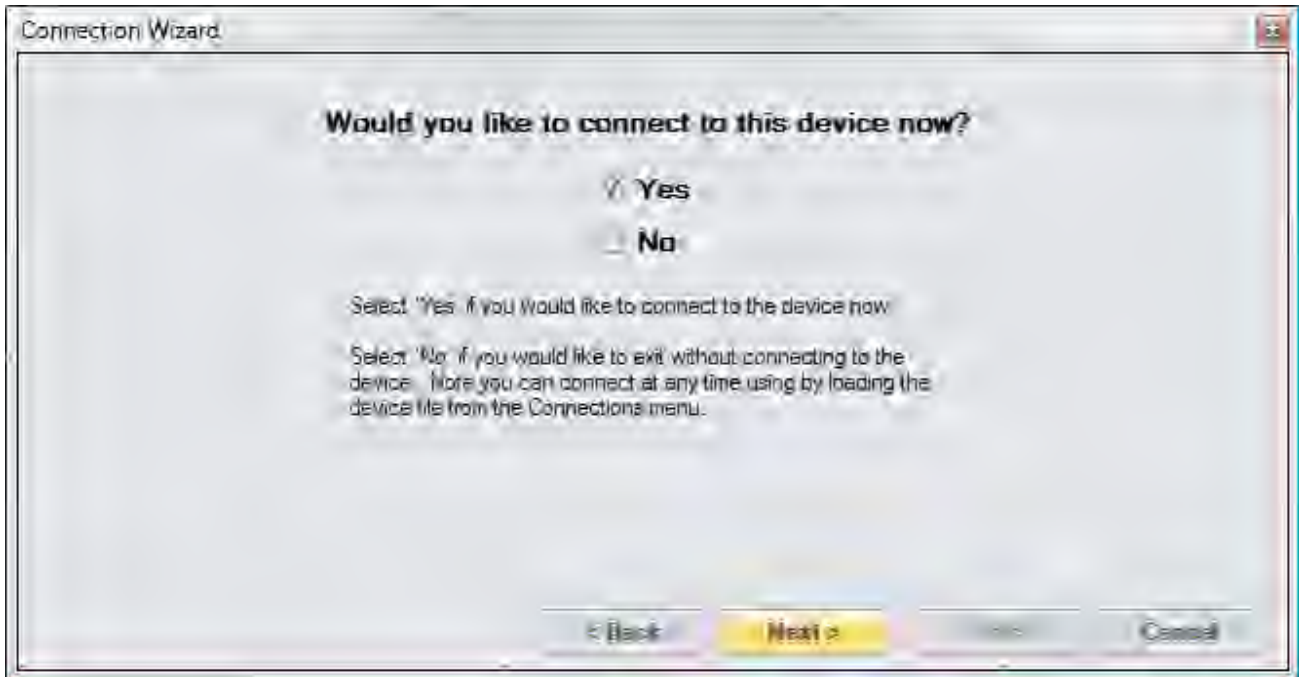 Connection Wizard
Would you like to connect to this device now?
Yes
No
Select 'Yes' if you would like to connect to the device now
Select 'No' if you would like to exit without connecting to the
device. Note you can connect at any time using by loading the
device file from the Connections menu.
< Back Next > Cancel